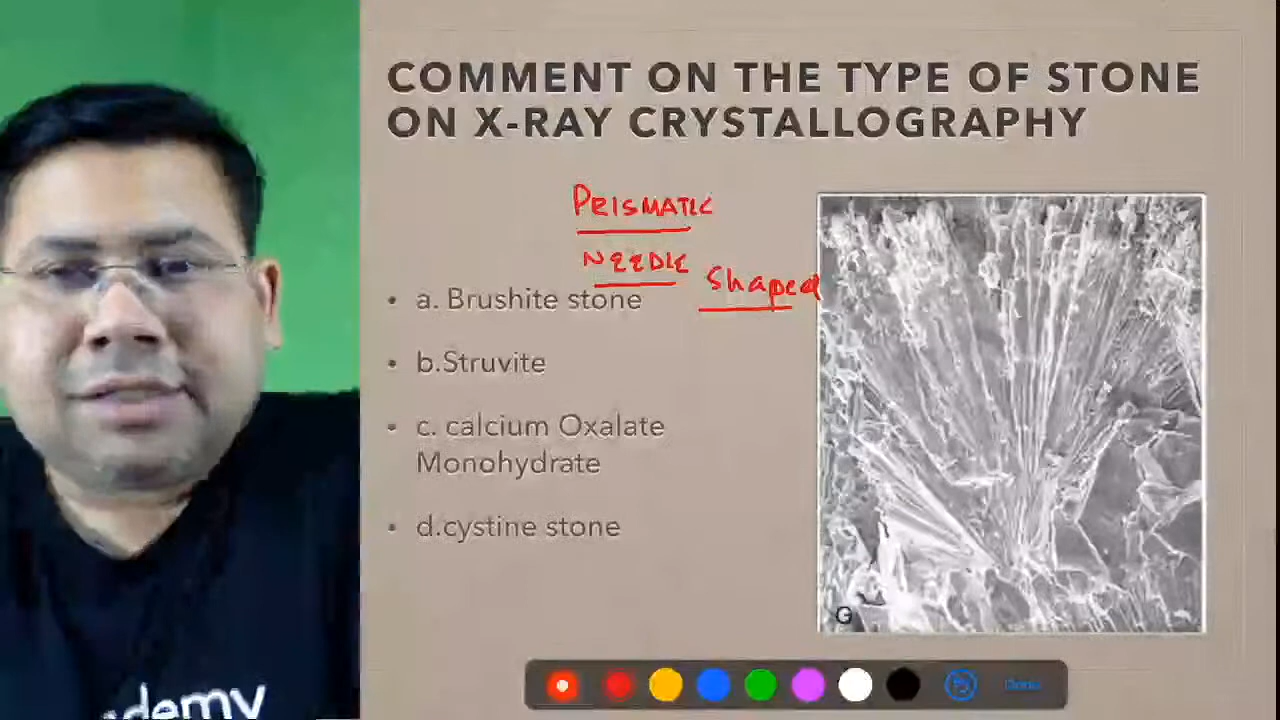 COMMENT ON THE TYPE OF STONE
ON X-RAY CRYSTALLOGRAPHY
PRISMATIC
NEEDLE
Shaped
• a. Brushite stone
• b.Struvite
• c. calcium Oxalate
Monohydrate
• d.cystine stone
G
demy